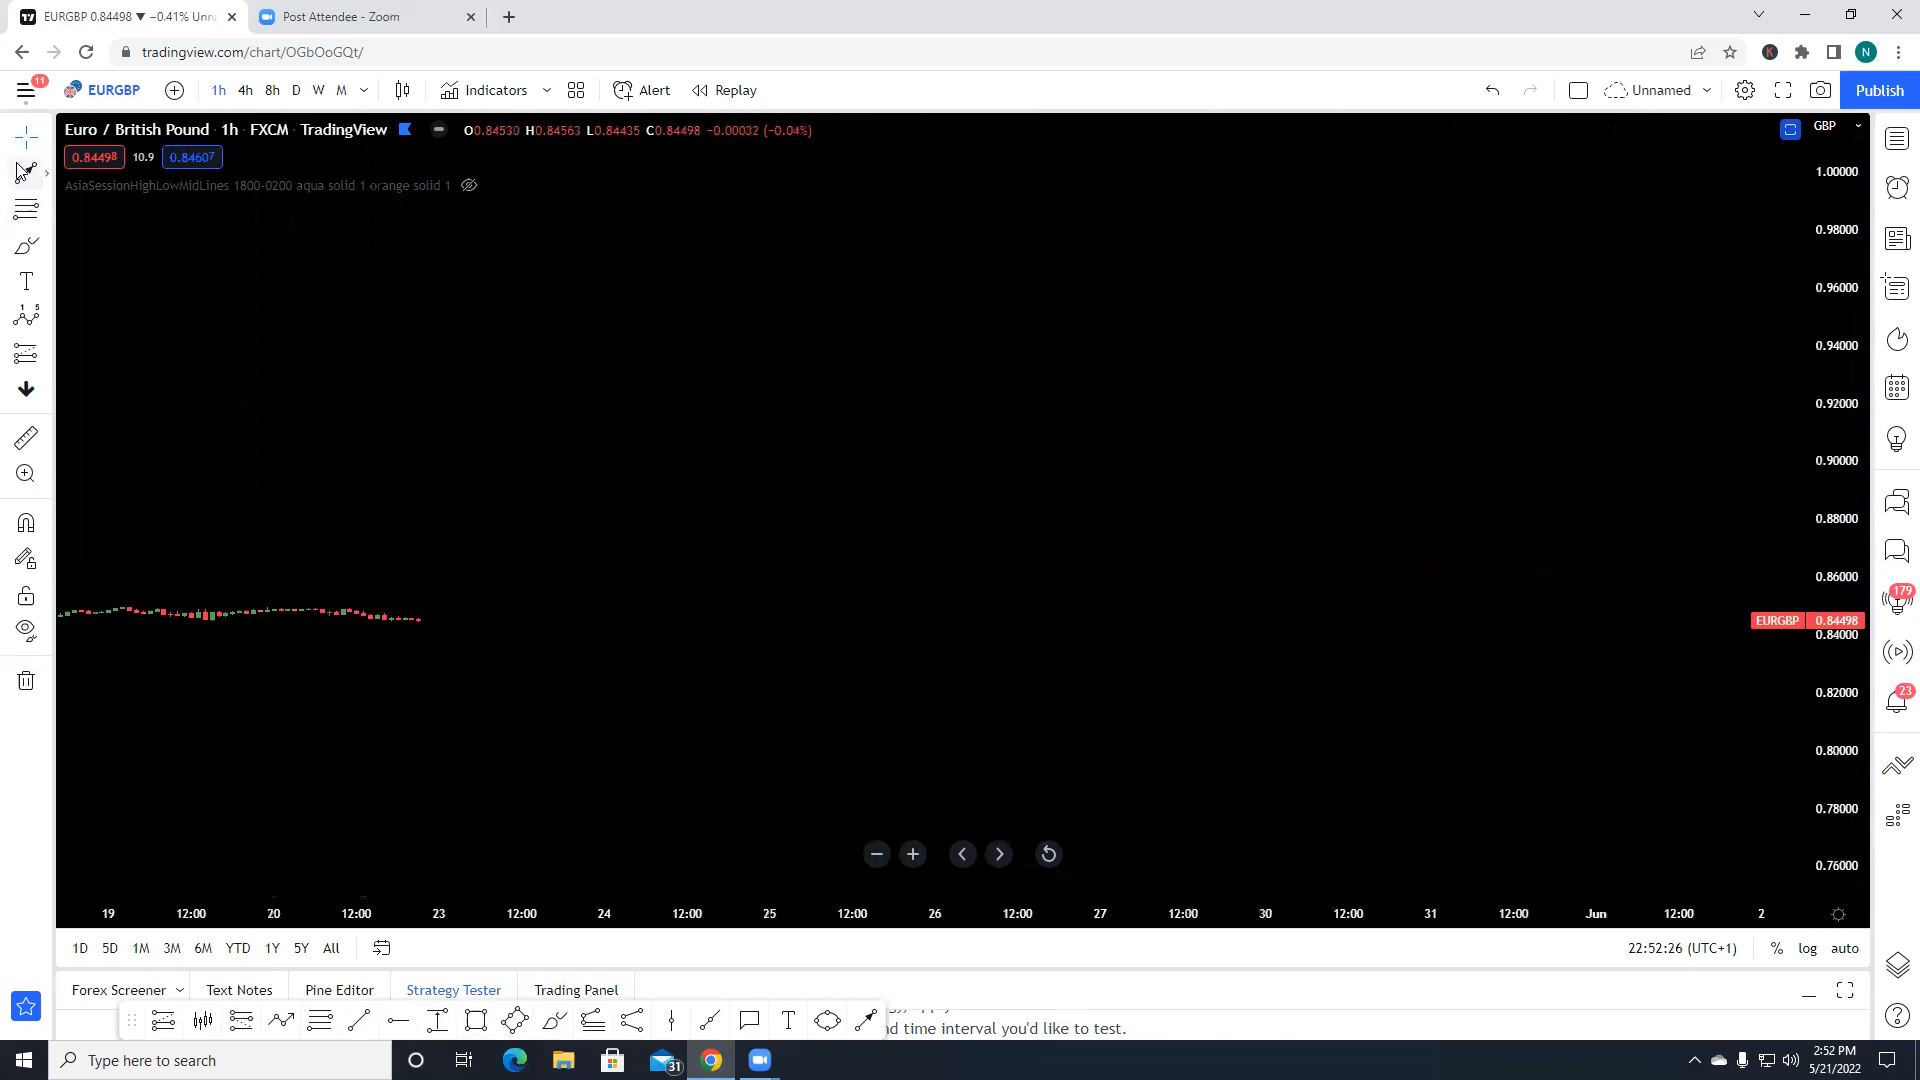 EURGBP 0.84498 ▼ −0.41% Unn
Post Attendee - Zoom
tradingview.com/chart/OGbOoGQt/
K
N
11
EURGBP
1h 4h 8h D W M
Indicators
Alert
Replay
Unnamed
Publish
Euro / British Pound · 1h · FXCM · TradingView
O0.84530 H0.84563 L0.84435 C0.84498 −0.00032 (−0.04%)
GBP
0.84498 10.9 0.84607
AsiaSessionHighLowMidLines 1800-0200 aqua solid 1 orange solid 1
1.00000
0.98000
0.96000
0.94000
0.92000
0.90000
0.88000
0.86000
EURGBP 0.84498
0.84000
0.82000
0.80000
0.78000
0.76000
179
23
19 12:00 20 12:00 23 12:00 24 12:00 25 12:00 26 12:00 27 12:00 30 12:00 31 12:00 Jun 12:00 2
1D 5D 1M 3M 6M YTD 1Y 5Y All
22:52:26 (UTC+1) % log auto
Forex Screener Text Notes Pine Editor Strategy Tester Trading Panel
nd time interval you'd like to test.
Type here to search
31
2:52 PM
5/21/2022